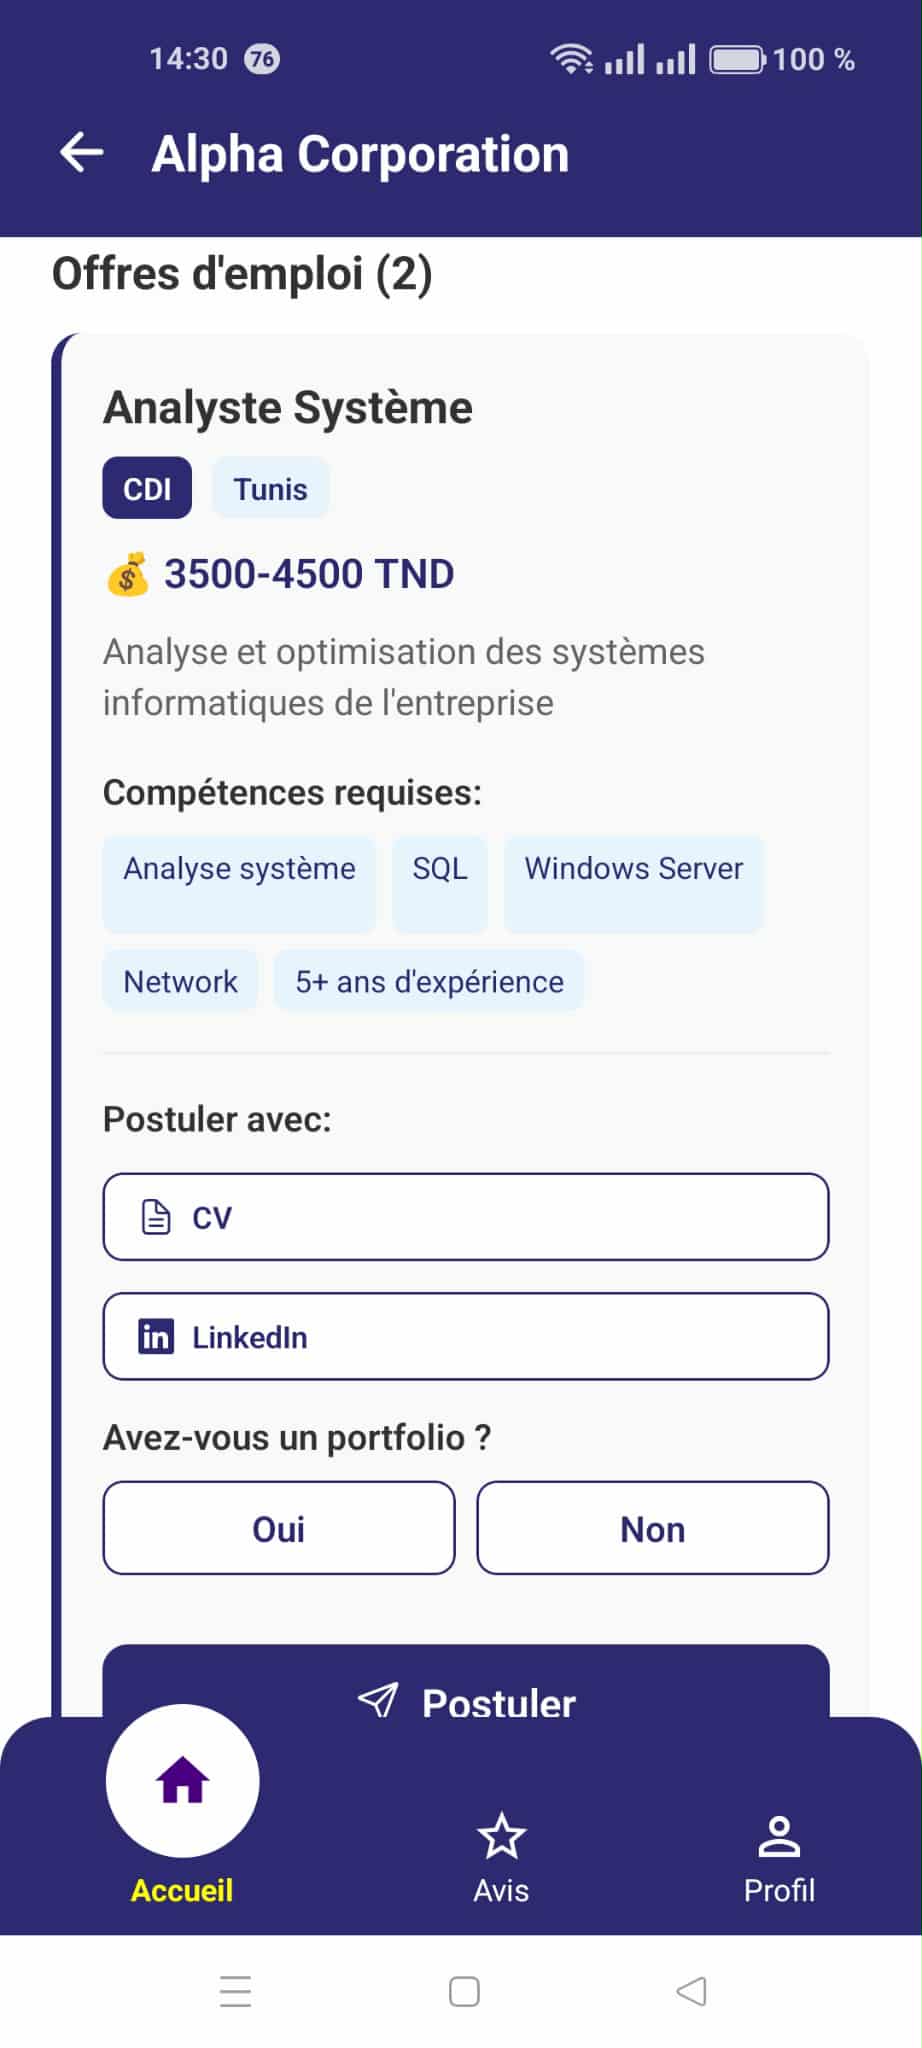 14:30 76 100 %
Alpha Corporation
Offres d'emploi (2)
Analyste Système
CDI Tunis
3500-4500 TND
Analyse et optimisation des systèmes
informatiques de l'entreprise
Compétences requises:
Analyse système SQL Windows Server
Network 5+ ans d'expérience
Postuler avec:
CV
in LinkedIn
Avez-vous un portfolio ?
Oui Non
Postuler
Accueil Avis Profil